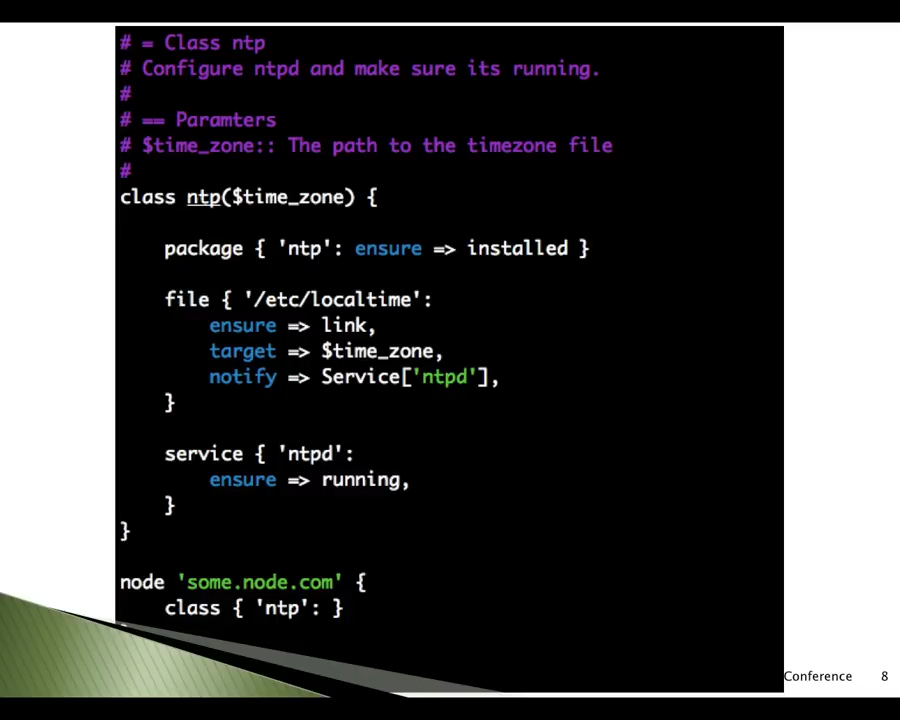 # = Class ntp
# Configure ntpd and make sure its running.
#
# == Paramters
# $time_zone:: The path to the timezone file
#
class ntp($time_zone) {
package { 'ntp': ensure => installed }
file { '/etc/localtime':
ensure => link,
target => $time_zone,
notify => Service['ntpd'],
}
service { 'ntpd':
ensure => running,
}
}
node 'some.node.com' {
class { 'ntp': }
Conference 8